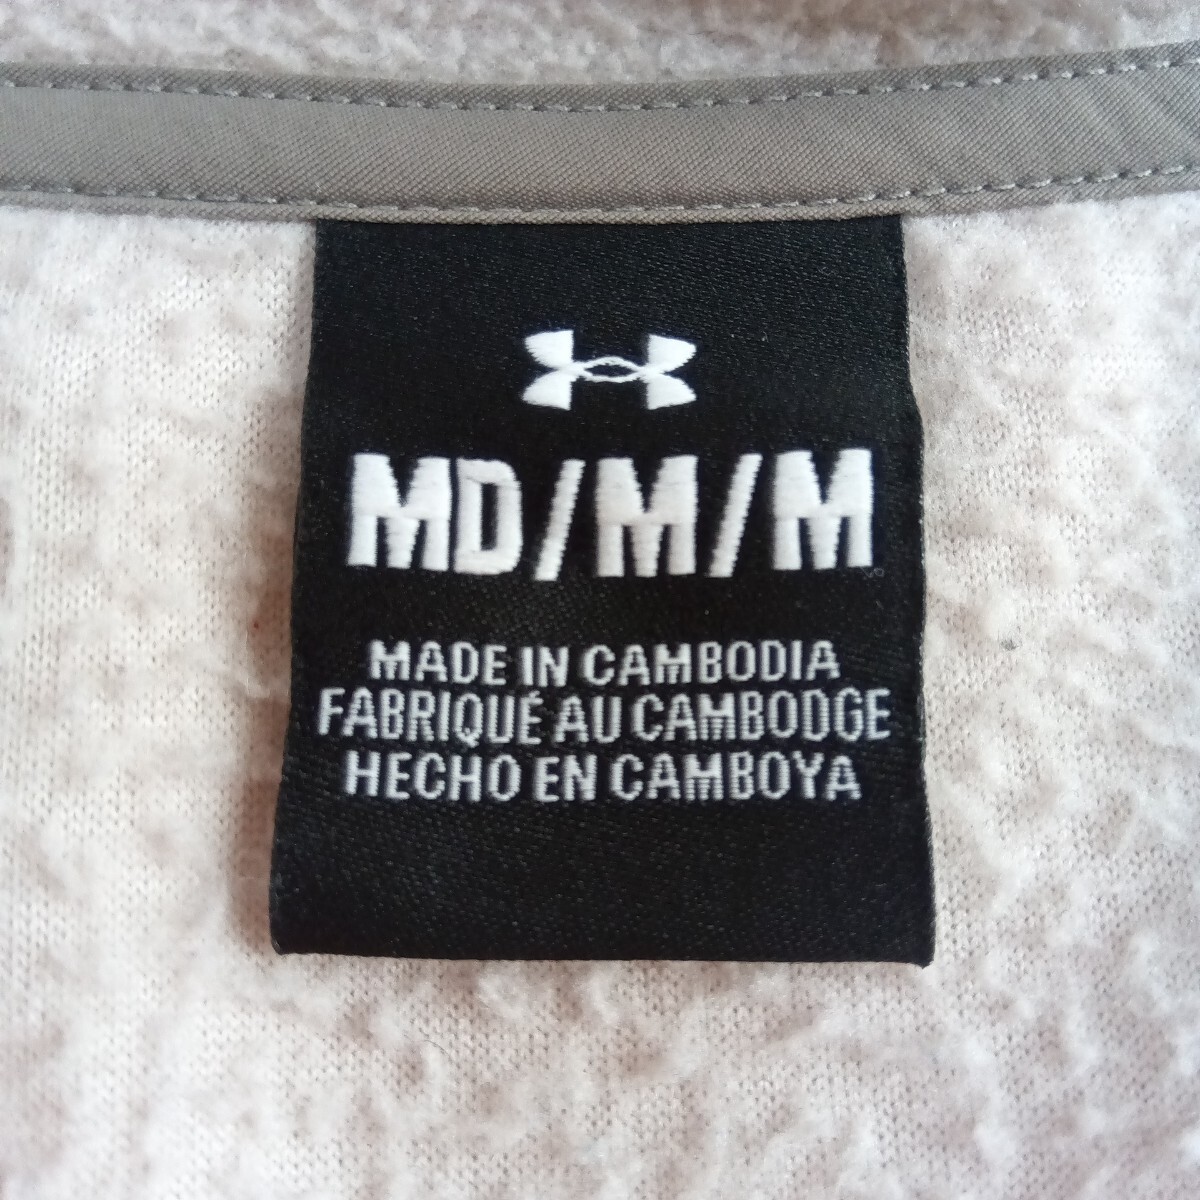 MD/M/M
MADE IN CAMBODIA
FABRIQUÉ AU CAMBODGE
HECHO EN CAMBOYA